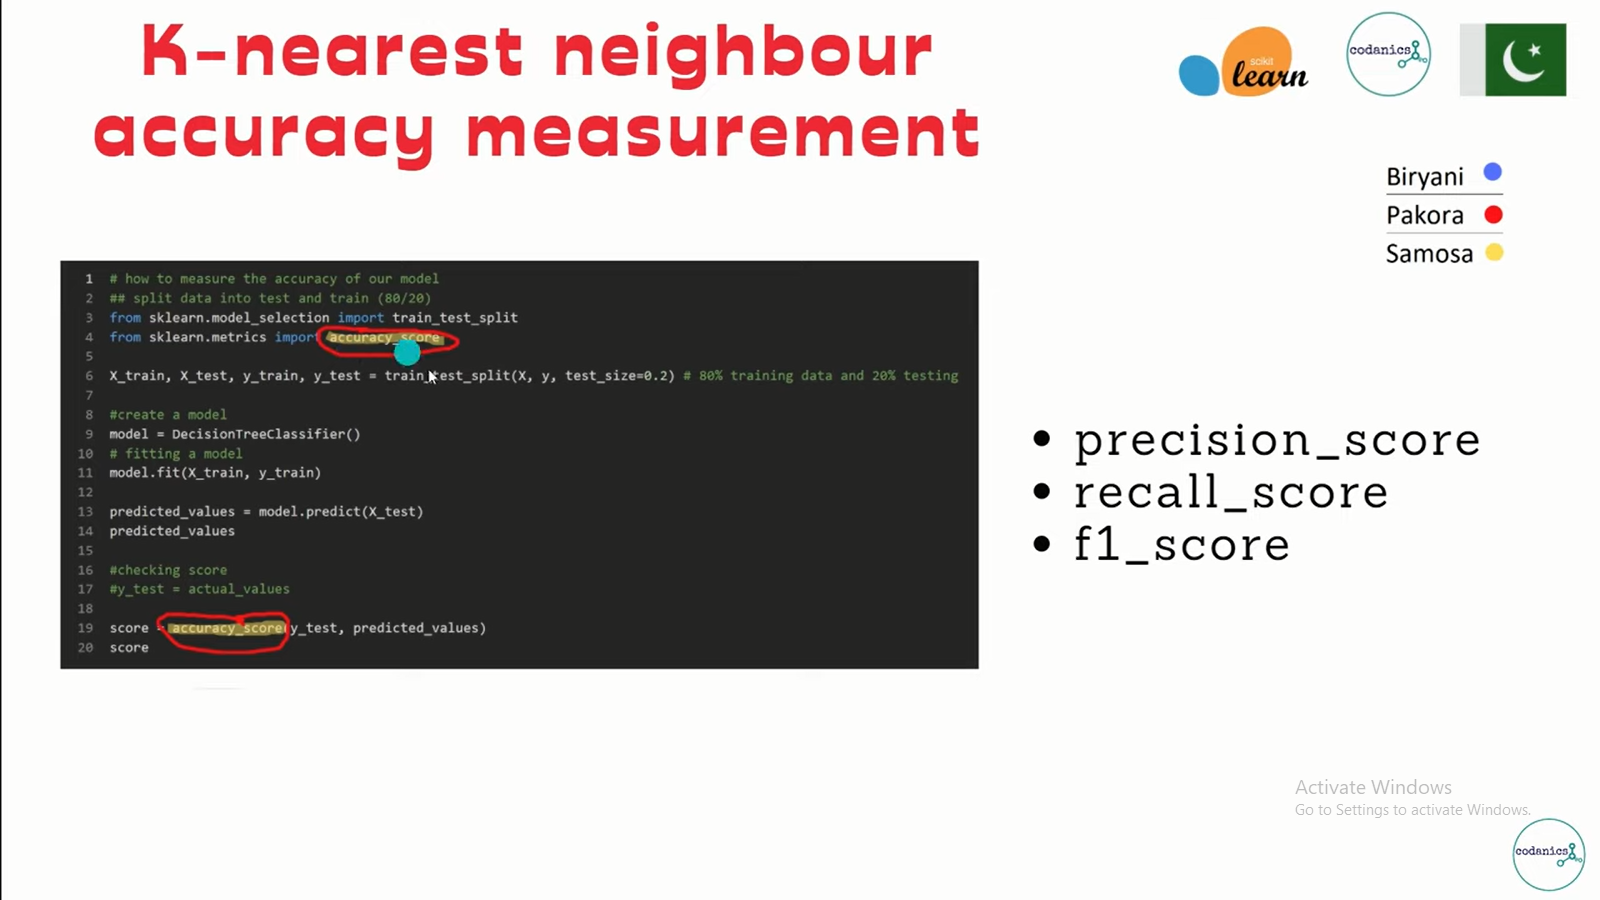 K-nearest neighbour
accuracy measurement
scikit
learn
codanics
Biryani
Pakora
Samosa
1 # how to measure the accuracy of our model
2 ## split data into test and train (80/20)
3 from sklearn.model_selection import train_test_split
4 from sklearn.metrics import accuracy_score
5
6 X_train, X_test, y_train, y_test = train_test_split(X, y, test_size=0.2) # 80% training data and 20% testing
7
8 #create a model
9 model = DecisionTreeClassifier()
10 # fitting a model
11 model.fit(X_train, y_train)
12
13 predicted_values = model.predict(X_test)
14 predicted_values
15
16 #checking score
17 #y_test = actual_values
18
19 score = accuracy_score(y_test, predicted_values)
20 score
• precision_score
• recall_score
• f1_score
Activate Windows
Go to Settings to activate Windows.
codanics